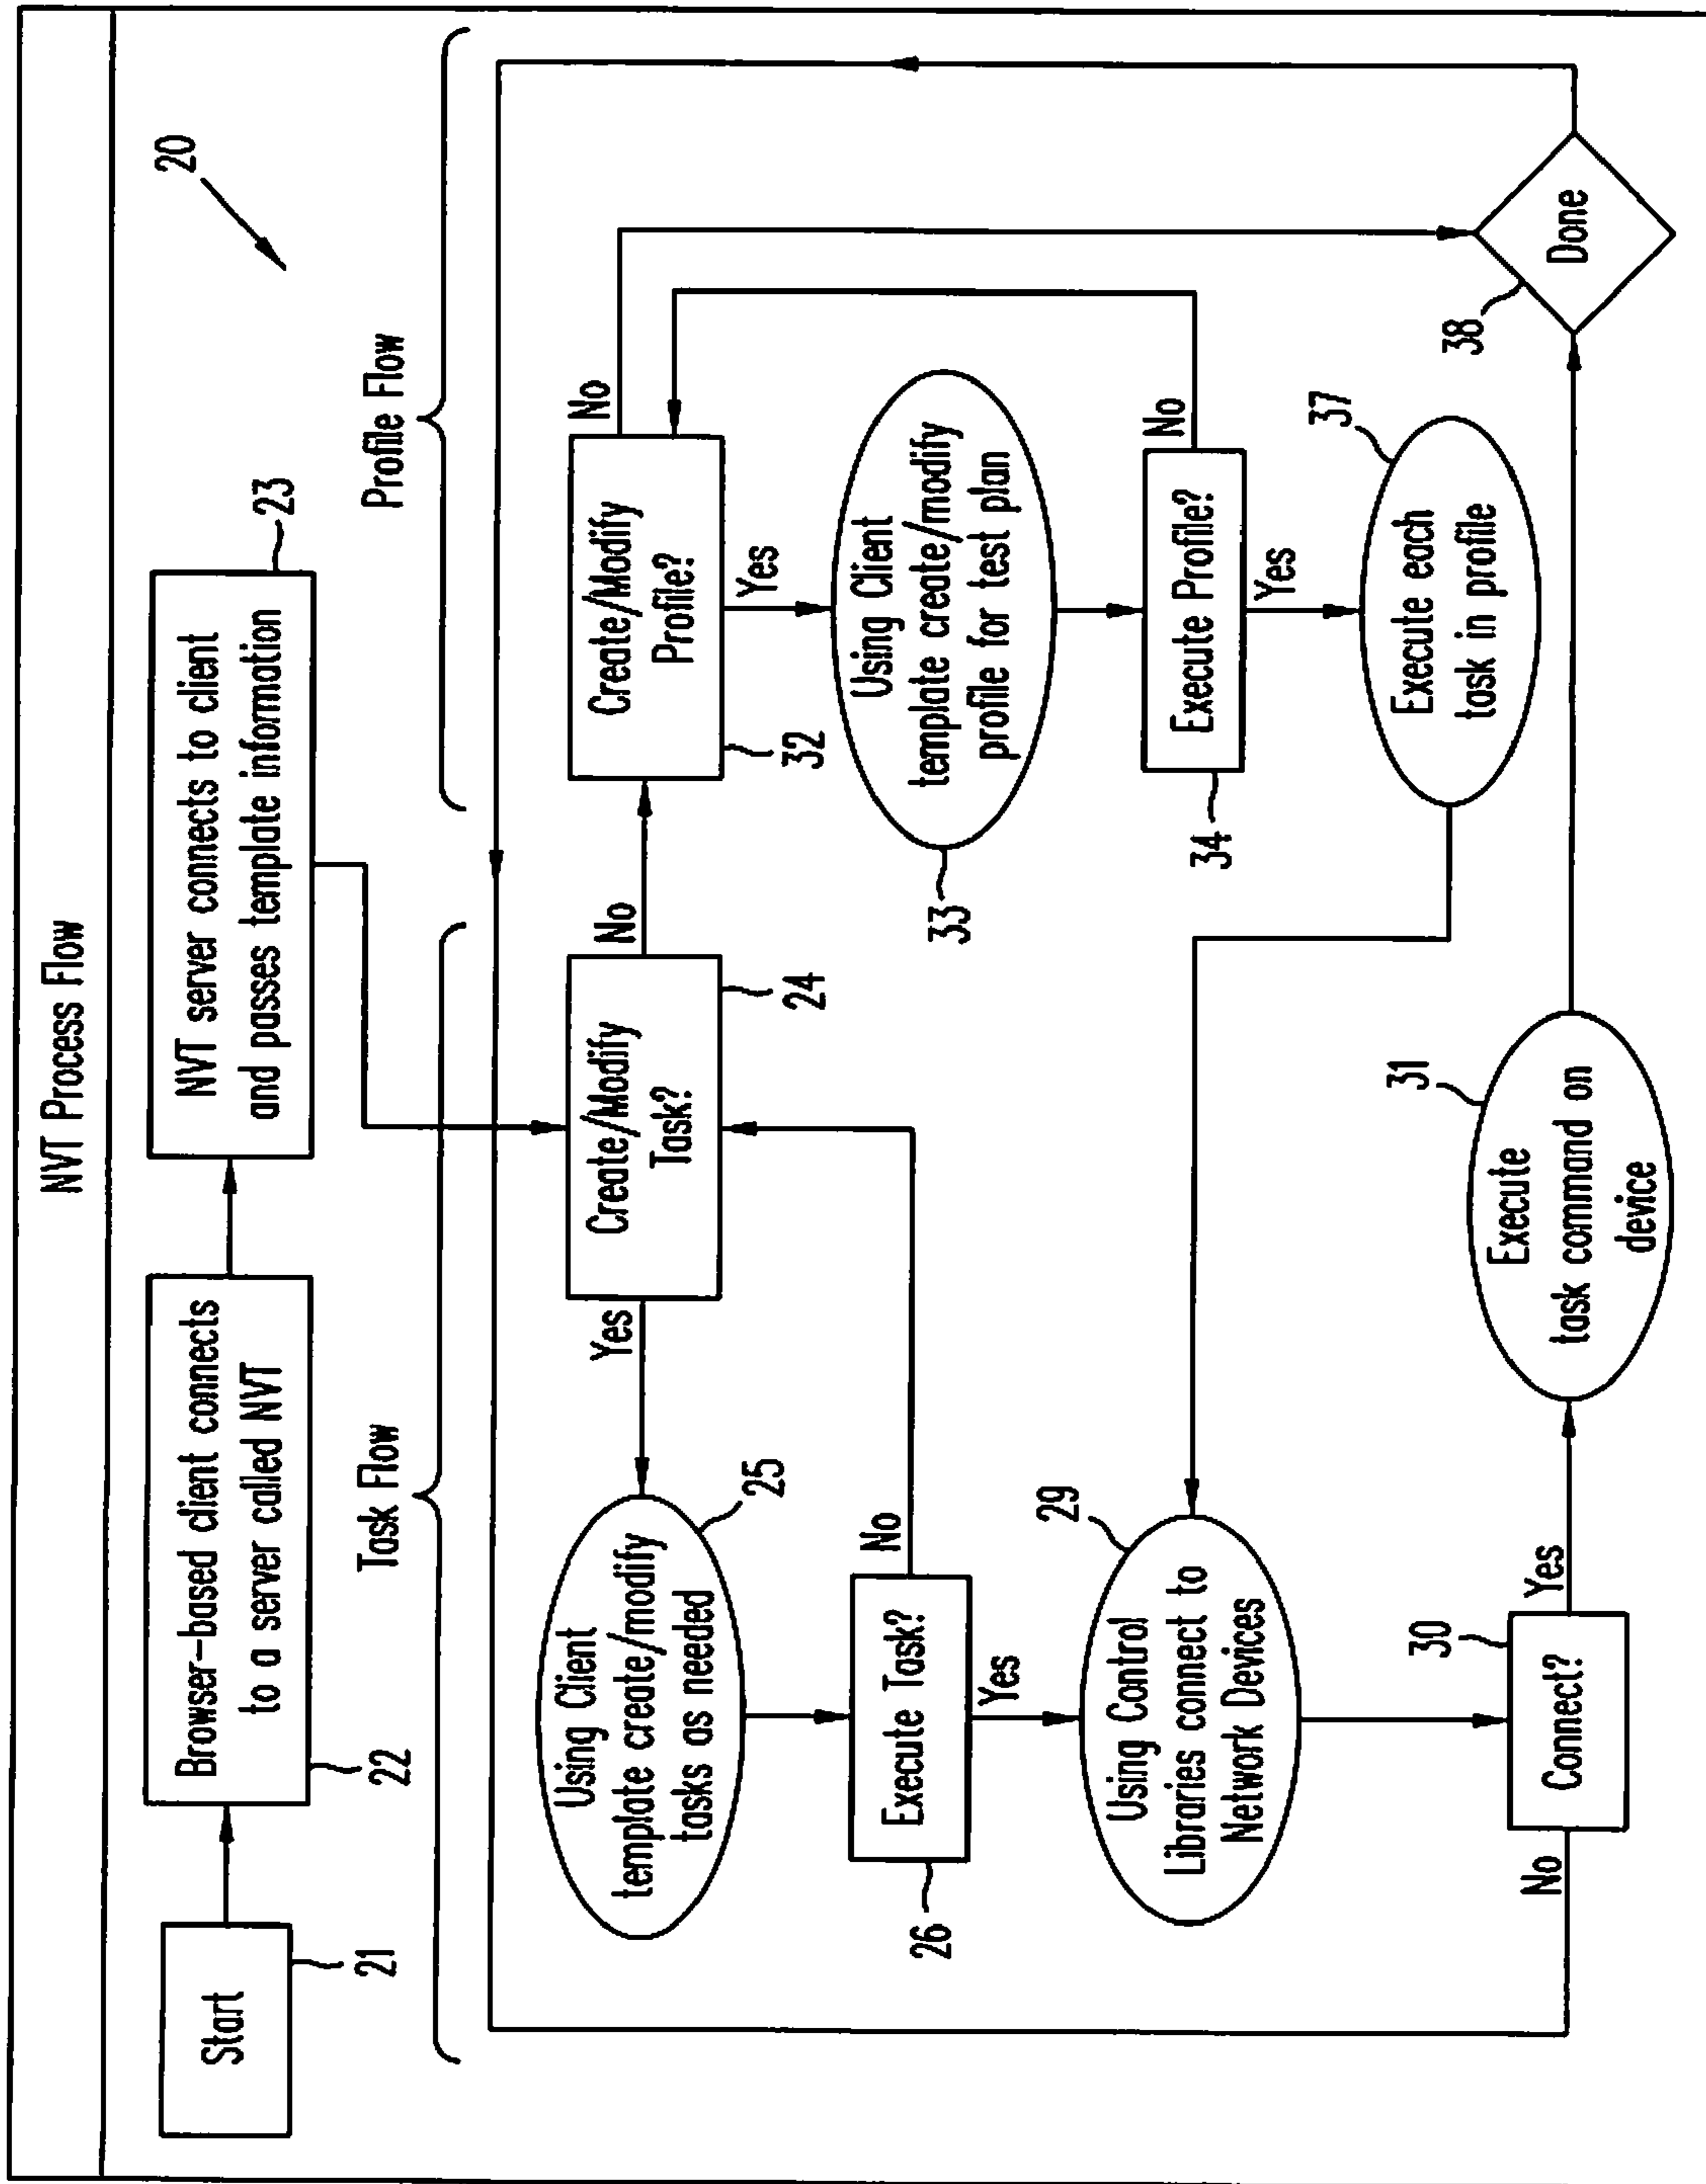 NVT Process Flow
20
Start
21
Browser-based client connects
to a server called NVT
22
NVT server connects to client
and passes template information
23
Task Flow
Profile Flow
Using Client
template create/modify
tasks as needed
25
Yes
Create/Modify
Task?
24
No
Create/Modify
Profile?
32
No
Yes
Using Client
template create/modify
profile for test plan
33
Execute Task?
26
No
Yes
Execute Profile?
34
No
Yes
Using Control
Libraries connect to
Network Devices
29
Execute each
task in profile
37
No
Connect?
30
Yes
Execute
task command on
device
31
Done
38